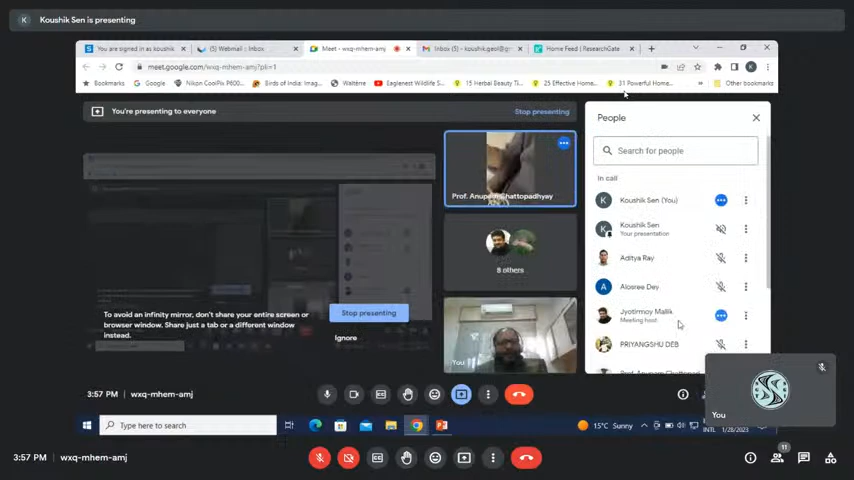 K Koushik Sen is presenting
You are signed in as koushik
(5) Webmail : Inbox
Meet - wxq-mhem-amj
Inbox (5) - koushik.gaol@gr
Home Feed | ResearchGate
meet.google.com/wxq-mhem-amj?pli=1
Bookmarks
Google
Nikon CoolPix P600...
Birds of India: Imag...
Eaglenest Wildlife S...
15 Herbal Beauty Ti...
25 Effective Home...
31 Powerful Home...
Other bookmarks
You're presenting to everyone
Stop presenting
People
Search for people
In call
K Koushik Sen (You)
K Koushik Sen
Your presentation
Aditya Ray
A Alosree Dey
Jyotirmoy Mallik
Meeting host
PRIYANGSHU DEB
Prof. Anupam Chattopadhyay
8 others
You
To avoid an infinity mirror, don't share your entire screen or
browser window. Share just a tab or a different window
instead.
Stop presenting
Ignore
3:57 PM wxq-mhem-amj
You
Type here to search
15°C Sunny
INTL 1/28/2023
3:57 PM wxq-mhem-amj
11